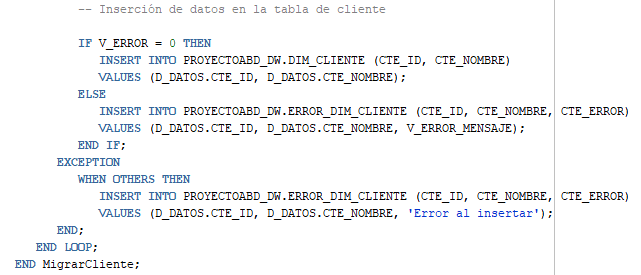 -- Inserción de datos en la tabla de cliente
IF V_ERROR = 0 THEN
INSERT INTO PROYECTOABD_DW.DIM_CLIENTE (CTE_ID, CTE_NOMBRE)
VALUES (D_DATOS.CTE_ID, D_DATOS.CTE_NOMBRE);
ELSE
INSERT INTO PROYECTOABD_DW.ERROR_DIM_CLIENTE (CTE_ID, CTE_NOMBRE, CTE_ERROR)
VALUES (D_DATOS.CTE_ID, D_DATOS.CTE_NOMBRE, V_ERROR_MENSAJE);
END IF;
EXCEPTION
WHEN OTHERS THEN
INSERT INTO PROYECTOABD_DW.ERROR_DIM_CLIENTE (CTE_ID, CTE_NOMBRE, CTE_ERROR)
VALUES (D_DATOS.CTE_ID, D_DATOS.CTE_NOMBRE, 'Error al insertar');
END;
END LOOP;
END MigrarCliente;